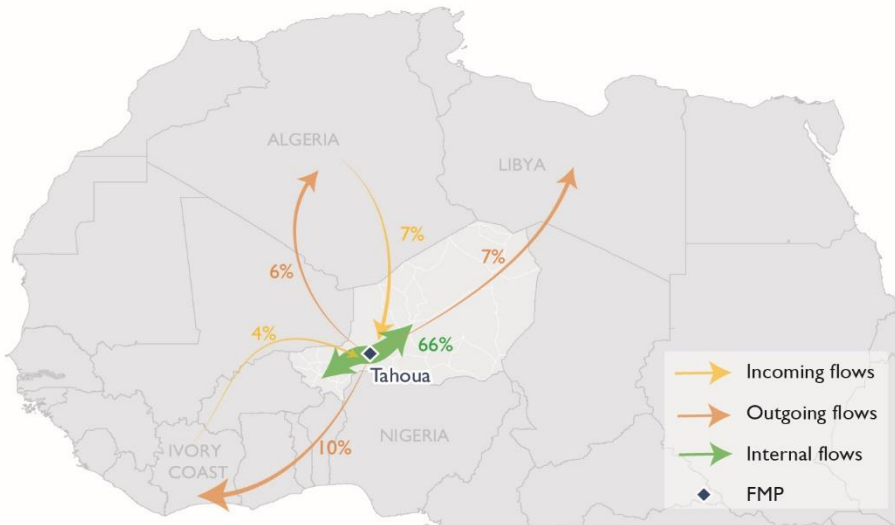 ALGERIA
LIBYA
7%
7%
6%
4%
66%
Tahoua
NIGERIA
IVORY
COAST
10%
Incoming flows
Outgoing flows
Internal flows
FMP